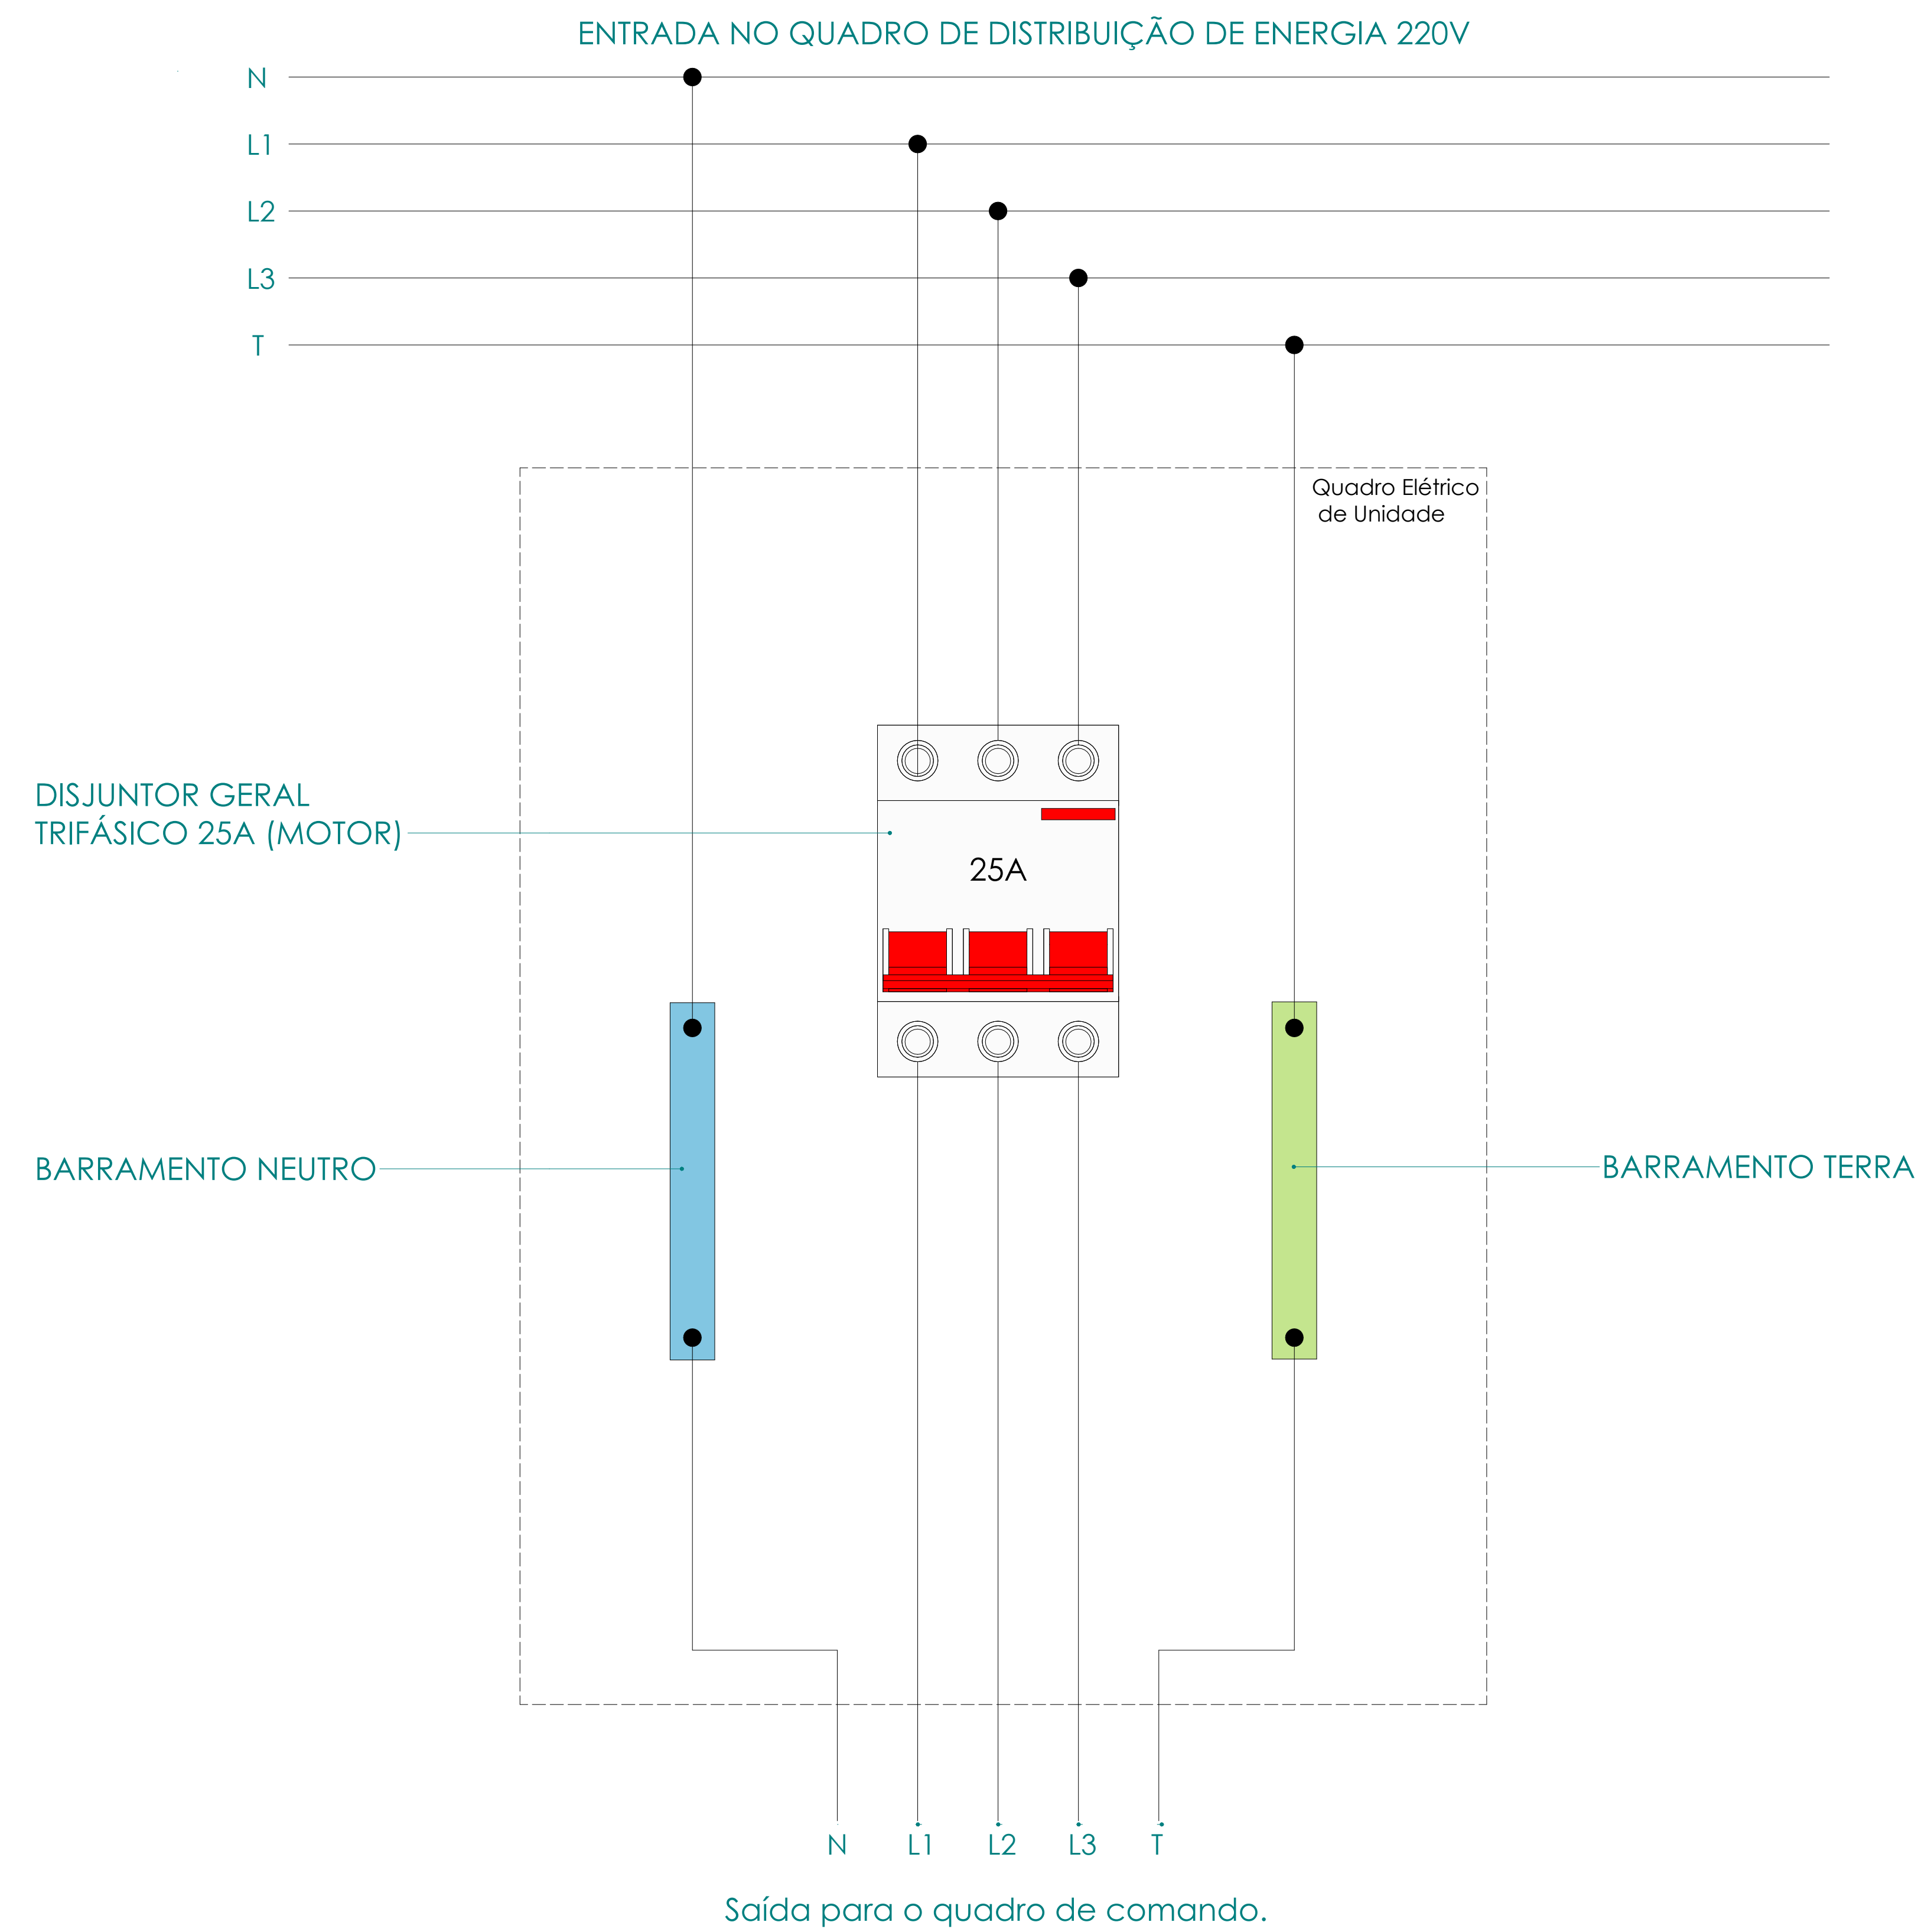 ENTRADA NO QUADRO DE DISTRIBUIÇÃO DE ENERGIA 220V
N
L1
L2
L3
T
Quadro Elétrico
de Unidade
DISJUNTOR GERAL
TRIFÁSICO 25A (MOTOR)
25A
BARRAMENTO NEUTRO
BARRAMENTO TERRA
N L1 L2 L3 T
Saída para o quadro de comando.